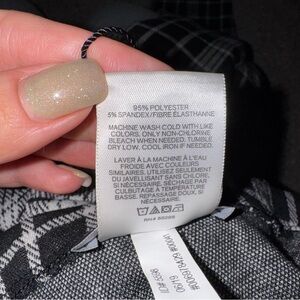 95% POLYESTER
5% SPANDEX/FIBRE ÉLASTHANNE
MACHINE WASH COLD WITH LIKE
COLORS. ONLY NON-CHLORINE
BLEACH WHEN NEEDED. TUMBLE
DRY LOW. COOL IRON IF NEEDED.
LAVER À LA MACHINE À L'EAU
FROIDE AVEC COULEURS
SIMILAIRES. UTILISEZ SEULEMENT
DU JAVELLISANT SANS CHLORE
SI NÉCESSAIRE. SÉCHAGE PAR
CULBUTAGE À TEMPÉRATURE
BASSE. REPASSAGE DOUX
SI NÉCESSAIRE.